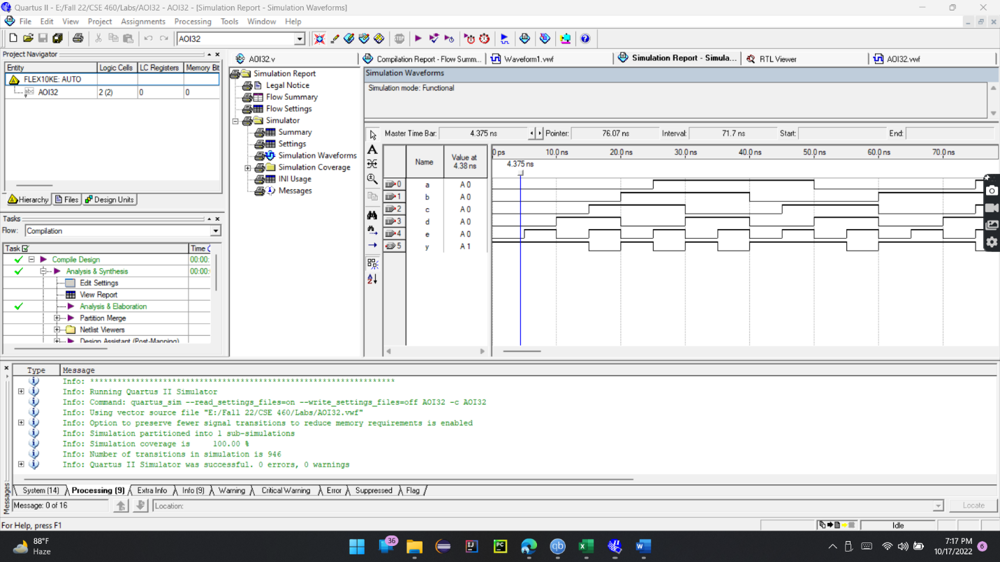 Quartus II - E:/Fall 22/CSE 460/Labs/AOI32 - AOI32 - [Simulation Report - Simulation Waveforms]
File Edit View Project Assignments Processing Tools Window Help
AOI32
Project Navigator
Entity Logic Cells LC Registers Memory Bit
FLEX10KE: AUTO
AOI32 2 (2) 0 0
Hierarchy Files Design Units
Tasks
Flow: Compilation
Task Time
Compile Design 00:00:
Analysis & Synthesis 00:00:
Edit Settings
View Report
Analysis & Elaboration
Partition Merge
Netlist Viewers
Design Assistant (Post-Mapping)
AOI32.v Compilation Report - Flow Summ... Waveform1.vwf Simulation Report - Simula... RTL Viewer AOI32.vwf
Simulation Report
Legal Notice
Flow Summary
Flow Settings
Simulator
Summary
Settings
Simulation Waveforms
Simulation Coverage
INI Usage
Messages
Simulation Waveforms
Simulation mode: Functional
Master Time Bar: 4.375 ns Pointer: 76.07 ns Interval: 71.7 ns Start: End:
Name Value at 4.38 ns
0 ps 10.0 ns 20.0 ns 30.0 ns 40.0 ns 50.0 ns 60.0 ns 70.0 ns
4.375 ns
0 a A 0
1 b A 0
2 c A 0
3 d A 0
4 e A 0
5 y A 1
Type Message
Info: *******************************************************************
Info: Running Quartus II Simulator
Info: Command: quartus_sim --read_settings_files=on --write_settings_files=off AOI32 -c AOI32
Info: Using vector source file "E:/Fall 22/CSE 460/Labs/AOI32.vwf"
Info: Option to preserve fewer signal transitions to reduce memory requirements is enabled
Info: Simulation partitioned into 1 sub-simulations
Info: Simulation coverage is 100.00 %
Info: Number of transitions in simulation is 946
Info: Quartus II Simulator was successful. 0 errors, 0 warnings
System (14) Processing (9) Extra Info Info (9) Warning Critical Warning Error Suppressed Flag
Messages
Message: 0 of 16 Location: Locate
For Help, press F1 Idle
88°F
Haze
36
7:17 PM
10/17/2022
6